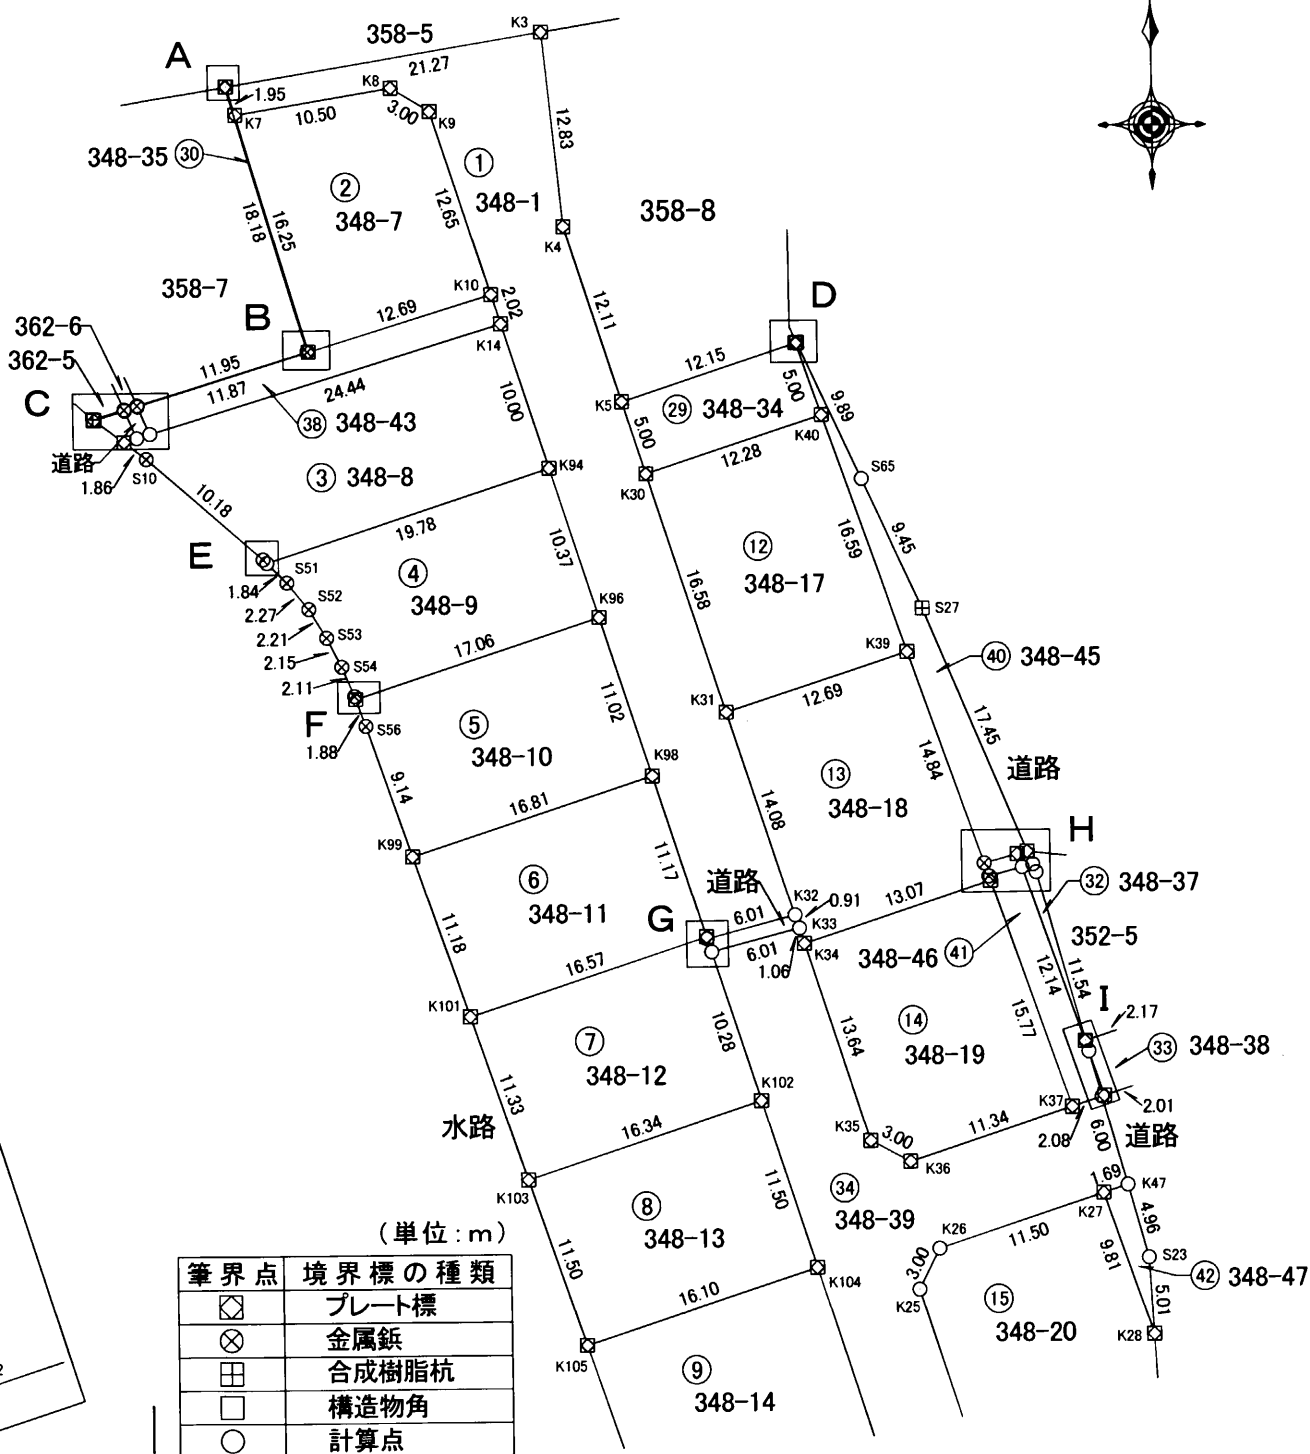 K3
358-5
A
21.27
K8
1.95
K7
10.50
3.00
K9
12.83
348-35 ㉚
①
348-1
②
348-7
12.65
358-8
K4
18.18
16.25
358-7
K10
2.02
D
B
12.69
K14
12.11
362-6
362-5
11.95
12.15
C
11.87
24.44
5.00
9.89
K5
㉙ 348-34
K40
㊳ 348-43
10.00
5.00
12.28
道路
S10
1.86
③ 348-8
K94
K30
S65
10.18
19.78
16.59
9.45
E
S51
④
348-9
10.37
⑫
348-17
1.84
S52
2.27
S27
2.21
S53
K96
16.58
2.15
S54
17.06
K39
㊵ 348-45
2.11
F
S56
11.02
K31
12.69
1.88
⑤
348-10
17.45
K98
14.84
道路
9.14
⑬
348-18
16.81
14.08
H
K99
11.17
⑥
348-11
道路
13.07
㉜ 348-37
K32
0.91
G
6.01
K33
352-5
11.18
6.01
K34
1.06
348-46 ㊶
16.57
12.14
11.54
K101
I
2.17
10.28
13.64
15.77
⑭
348-19
⑦
348-12
㉝ 348-38
11.33
K102
K37
2.01
水路
2.08
道路
16.34
K35
3.00
11.34
6.00
K36
K103
1.69
K47
11.50
㉞
348-39
K27
⑧
348-13
4.96
(単位:m)
K26
11.50
S23
11.50
3.00
9.81
㊷ 348-47
K104
K25
5.01
16.10
⑮
348-20
K28
K105
⑨
348-14
筆界点 境界標の種類
プレート標
金属鋲
合成樹脂杭
構造物角
計算点
2